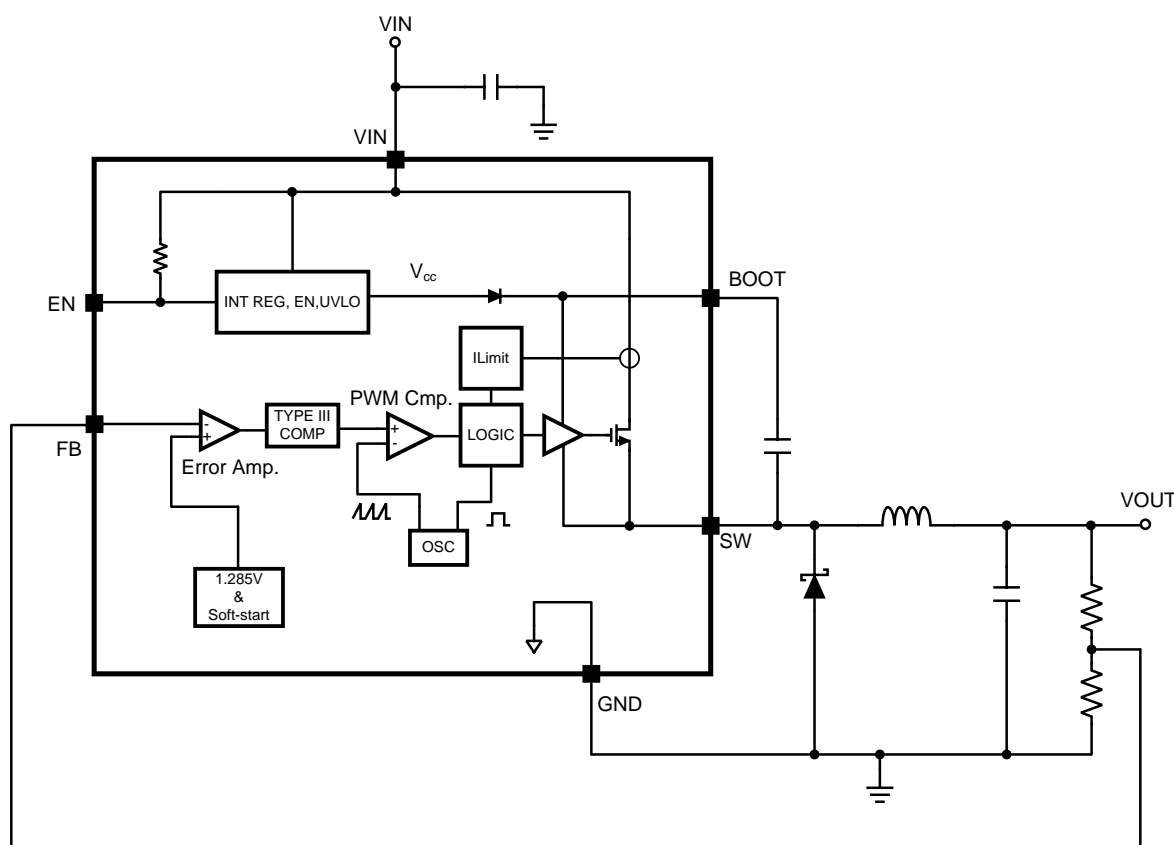 VIN
VIN
V_cc
BOOT
EN
INT REG, EN,UVLO
ILimit
PWM Cmp.
TYPE III
COMP
-
+
+
-
LOGIC
FB
Error Amp.
VOUT
SW
OSC
1.285V
&
Soft-start
GND